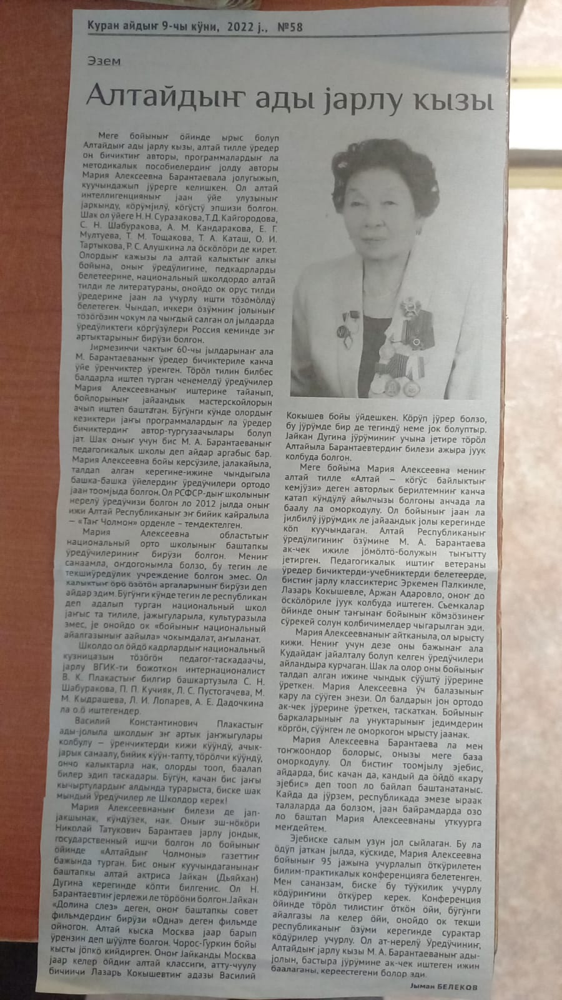 Куран айдыҥ 9-чы кӱни, 2022 ј., №58
Эзем
Алтайдыҥ ады јарлу кызы
Меге бойыныҥ ӧйинде ырыс болуп
Алтайдыҥ ады јарлу кызы, алтай тилле ӱредер
он бичиктиҥ авторы, программалардыҥ ла
методикалык пособиелердиҥ јолду авторы
Мария Алексеевна Барантаевала јолугыжып,
куучындажып јӱрерге келишкен. Ол алтай
интеллигенцияныҥ јаан ӱйе улузыныҥ
јаркынду, кӧрӱмјилӱ, кӧгӱстӱ эпшизи болгон.
Шак ол ӱйеге Н. Н. Суразакова, Т.Д. Кайгородова,
С. Н. Шабуракова, А. М. Кандаракова, Е. Г.
Мултуева, Т. М. Тощакова, Т. А. Каташ, О. И.
Тартыкова, Р. С. Алушкина ла ӧскӧлӧри де кирет.
Олордыҥ кажызы ла алтай калыктыҥ алкы
бойына, оныҥ ӱредӱлигине, педкадрларды
белетеерине, национальный школдордо алтай
тилди ле литератураны, онойдо ок орус тилди
ӱредерине јаан ла учурлу ишти тӧзӧмӧлдӱ
белетеген. Чындап, ичкери ӧзӱмниҥ јолыныҥ
тӧзӧгӧзин чокум ла чыҥдый салган ол јылдарда
ӱредӱликтеги кӧргӱзӱлери Россия кеминде эҥ
артыктарыныҥ бирӱзи болгон.
Јирмезинчи чактыҥ 60-чы јылдарынаҥ ала
М. Барантаеваныҥ ӱредер бичиктериле канча
ӱйе ӱренчиктер ӱренген. Тӧрӧл тилин билбес
балдарла иштеп турган ченемелдӱ ӱредӱчилер
Мария Алексеевнаныҥ иштерине тайанып,
бойлорыныҥ јайаандык мастерскойлорын
ачып иштеп баштаган. Бӱгӱнги кӱнде олордыҥ
кезиктери јаҥы программалардыҥ ла ӱредер
бичиктердиҥ автор-тургузаачылары болуп
јат. Шак оныҥ учун бис М. А. Барантаеваныҥ
педагогикалык школы деп айдар аргабыс бар.
Мария Алексеевна бойы керсӱзиле, јалакайыла,
талдап алган керегине-ижине чындыгыла
башка-башка ӱйелердиҥ ӱредӱчилери ортодо
јаан тоомјыда болгон. Ол РСФСР-дыҥ школыныҥ
нерелӱ ӱредӱчизи болгон ло 2012 јылда оныҥ
ижи Алтай Республиканыҥ эҥ бийик кайралыла
— «Таҥ Чолмон» орденле – темдектелген.
Мария Алексеевна областьтыҥ
национальный орто школыныҥ баштапкы
ӱредӱчилериниҥ бирӱзи болгон. Мениҥ
санаамла, оҥдогонымла болзо, бу тегин ле
текшиӱредӱлик учреждение болгон эмес. Ол
калыктыҥ ӧрӧ ӧзӧтӧн аргаларыныҥ бирӱзи деп
айдар эдим. Бӱгӱнги кӱнде тегин ле республикан
деп адалып турган национальный школ
јаҥыс та тилиле, јажыгуларыла, культуразыла
эмес, је онойдо ок «бойыныҥ национальный
айалгазыныҥ аайыла» чокымдалат, аҥыланат.
Школдо ол ӧйдӧ кадрлардыҥ национальный
кузницазын тӧзӧгӧн педагог-таскадаачы,
јарлу ВГИК-ти божоткон интернационалист
В. К. Плакастыҥ билгир башкартузыла С. Н.
Шабуракова, П. П. Кучияк, Л. С. Пустогачева, М.
М. Кыдрашева, Л. И. Лопарев, А. Е. Дадочкина
ла о.ӧ иштегендер.
Василий Константинович Плакастыҥ
ады-јолыла школдыҥ эҥ артык јаҥжыгулары
колбулу — ӱренчиктерди кижи кӱӱндӱ, ачык-
јарык санаалу, бийик кӱӱн-тапту, тӧрӧлчи кӱӱндӱ,
ончо калыктарла нак, олорды тооп, баалап
билер эдип таскадары. Бӱгӱн, качан бис јаҥы
кычыртулардыҥ алдында турарыста, биске шак
мындый Ӱредӱчилер ле Школдор керек!
Мария Алексеевнаныҥ билези де јап-
јакшынак, кӱндӱзек, нак. Оныҥ эш-нӧкӧри
Николай Татукович Барантаев јарлу јондык,
государственный ишчи болгон ло бойыныҥ
ӧйинде «Алтайдыҥ Чолмоны» газеттиҥ
бажында турган. Бис оныҥ куучындаганынаҥ
баштапкы алтай актриса Јайкан (Дьяйхан)
Дугина керегинде кӧпти билгенис. Ол Н.
Барантаевтиҥ јерлежи ле тӧрӧӧни болгон. Јайкан
«Долина слез» деген, оноҥ баштапкы совет
фильмдердиҥ бирӱзи «Одна» деген фильмде
ойногон. Алтай кыска Москва јаар барып
ӱрензин деп шӱӱлте болгон. Чорос-Гуркин бойы
кысты јӧпкӧ кийдирген. Оноҥ Јайканды Москва
јаар келер ӧйдиҥ алтай классиги, атту-чуулу
бичиичи Лазарь Кокышевтиҥ адазы Василий
Кокышев бойы ӱйдешкен. Кӧрӱп јӱрер болзо,
бу јӱрӱмде бир де тегиндӱ неме јок болуптыр.
Јайкан Дугина јӱрӱминиҥ учына јетире тӧрӧл
Алтайыла Барантаевтердиҥ билези ажыра јуук
колбуда болгон.
Меге бойыма Мария Алексеевна мениҥ
алтай тилле «Алтай — кӧгӱс байлыктыҥ
кемјӱзи» деген авторлык берилтемниҥ канча
катап кӱндӱлӱ айылчызы болгоны анчада ла
баалу ла оморкодулу. Ол бойыныҥ јаан ла
јилбилӱ јӱрӱмдик ле јайаандык јолы керегинде
кӧп куучындаган. Алтай Республиканыҥ
ӱредӱлигиниҥ ӧзӱмине М. А. Барантаева
ак-чек ижиле јӧмӧлтӧ-болужын тыҥытту
јетирген. Педагогикалык иштиҥ ветераны
ӱредер бичиктерди-учебниктерди белетеерде,
бистиҥ јарлу классиктерис Эркемен Палкинле,
Лазарь Кокышевле, Аржан Адаровло, оноҥ до
ӧскӧлӧриле јуук колбуда иштеген. Съемкалар
ӧйинде оныҥ таҥынаҥ бойыныҥ кӧмзӧзинеҥ
сӱрекей солун колбичимелдер чыгарылган эди.
Мария Алексеевнаныҥ айтканыла, ол ырысту
кижи. Нениҥ учун дезе оны бажынаҥ ала
Кудайдаҥ јайалталу болуп келген ӱредӱчилери
айландыра курчаган. Шак ла олор оны бойыныҥ
талдап алган ижине чындык сӱӱштӱ јӱрерине
ӱреткен. Мария Алексеевна ӱч балазыныҥ
кару ла сӱӱген энези. Ол балдарын јон ортодо
ак-чек јӱрерине ӱреткен, таскаткан. Бойыныҥ
баркаларыныҥ ла унуктарыныҥ једимдерин
кӧргӧн, сӱӱнген ле оморкогон ырысту јаанак.
Мария Алексеевна Барантаева ла мен
тоҥжоондор болорыс, онызы меге база
оморкодулу. Ол бистиҥ тоомјылу эјебис,
айдарда, бис качан да, кандый да ӧйдӧ «кару
эјебис» деп тооп ло байлап баштанатаныс.
Кайда да јӱрзем, республикада эмезе ыраак
талаларда да болзом, јаан байрамдарда озо
ло баштап Мария Алексеевнаны уткуурга
меҥдейтем.
Эјебиске салым узун јол сыйлаган. Бу ла
ӧдӱп јаткан јылда, кӱскиде, Мария Алексеевна
бойыныҥ 95 јажына учурлалып ӧткӱрилетен
билим-практикалык конференцияга белетенген.
Мен сананзам, биске бу тӱӱкилик учурлу
кӧдӱриҥини ӧткӱрер керек. Конференция
ӧйинде тӧрӧл тилистиҥ ӧткӧн ӧйи, бӱгӱнги
айалгазы ла келер ӧйи, онойдо ок текши
республиканыҥ ӧзӱми керегинде сурактар
кӧдӱрилер учурлу. Ол ат-нерелӱ Ӱредӱчиниҥ,
Алтайдыҥ јарлу кызы М. А. Барантаеваныҥ ады-
јолын, бастыра јӱрӱмине ак-чек иштеген ижин
баалаганы, кереестегени болор эди.
Јыман БЕЛЕКОВ